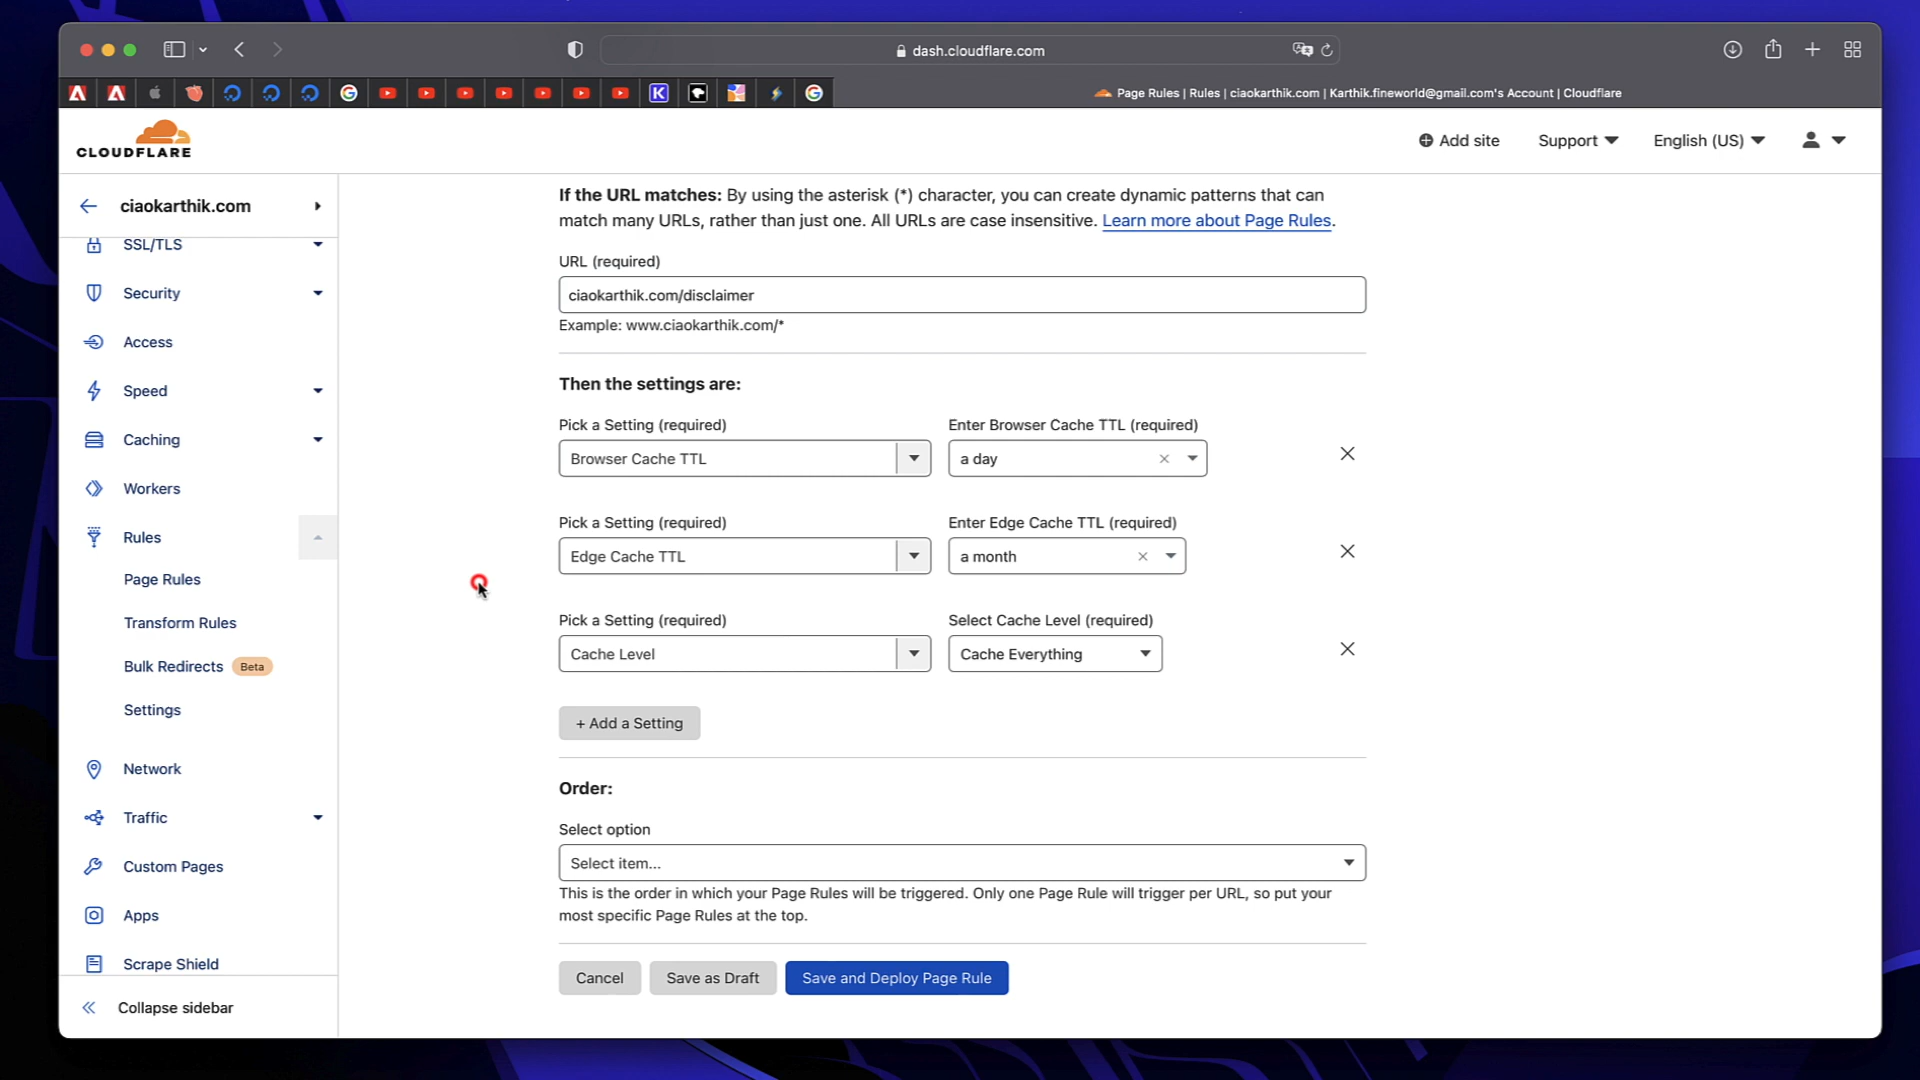 dash.cloudflare.com
Page Rules | Rules | ciaokarthik.com | Karthik.fineworld@gmail.com's Account | Cloudflare
CLOUDFLARE
Add site
Support
English (US)
ciaokarthik.com
SSL/TLS
Security
Access
Speed
Caching
Workers
Rules
Page Rules
Transform Rules
Bulk Redirects Beta
Settings
Network
Traffic
Custom Pages
Apps
Scrape Shield
Collapse sidebar
If the URL matches: By using the asterisk (*) character, you can create dynamic patterns that can
match many URLs, rather than just one. All URLs are case insensitive. Learn more about Page Rules.
URL (required)
ciaokarthik.com/disclaimer
Example: www.ciaokarthik.com/*
Then the settings are:
Pick a Setting (required)
Enter Browser Cache TTL (required)
Browser Cache TTL
a day
Pick a Setting (required)
Enter Edge Cache TTL (required)
Edge Cache TTL
a month
Pick a Setting (required)
Select Cache Level (required)
Cache Level
Cache Everything
+ Add a Setting
Order:
Select option
Select item...
This is the order in which your Page Rules will be triggered. Only one Page Rule will trigger per URL, so put your
most specific Page Rules at the top.
Cancel
Save as Draft
Save and Deploy Page Rule